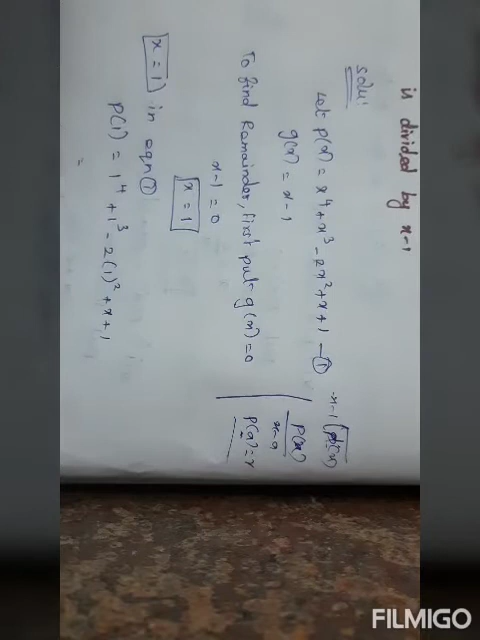 is divided by x-1
Solu:
Let p(x) = x⁴ + x³ - 2x² + x + 1 —①
g(x) = x - 1
To find Remainder, first put g(x) = 0
x-1 = 0
x = 1
x = 1 in eqn ①
P(1) = 1⁴ + 1³ - 2(1)² + x + 1
=
x-1 p(x)
P(x)
x-a
P(a) = r
FILMIGO